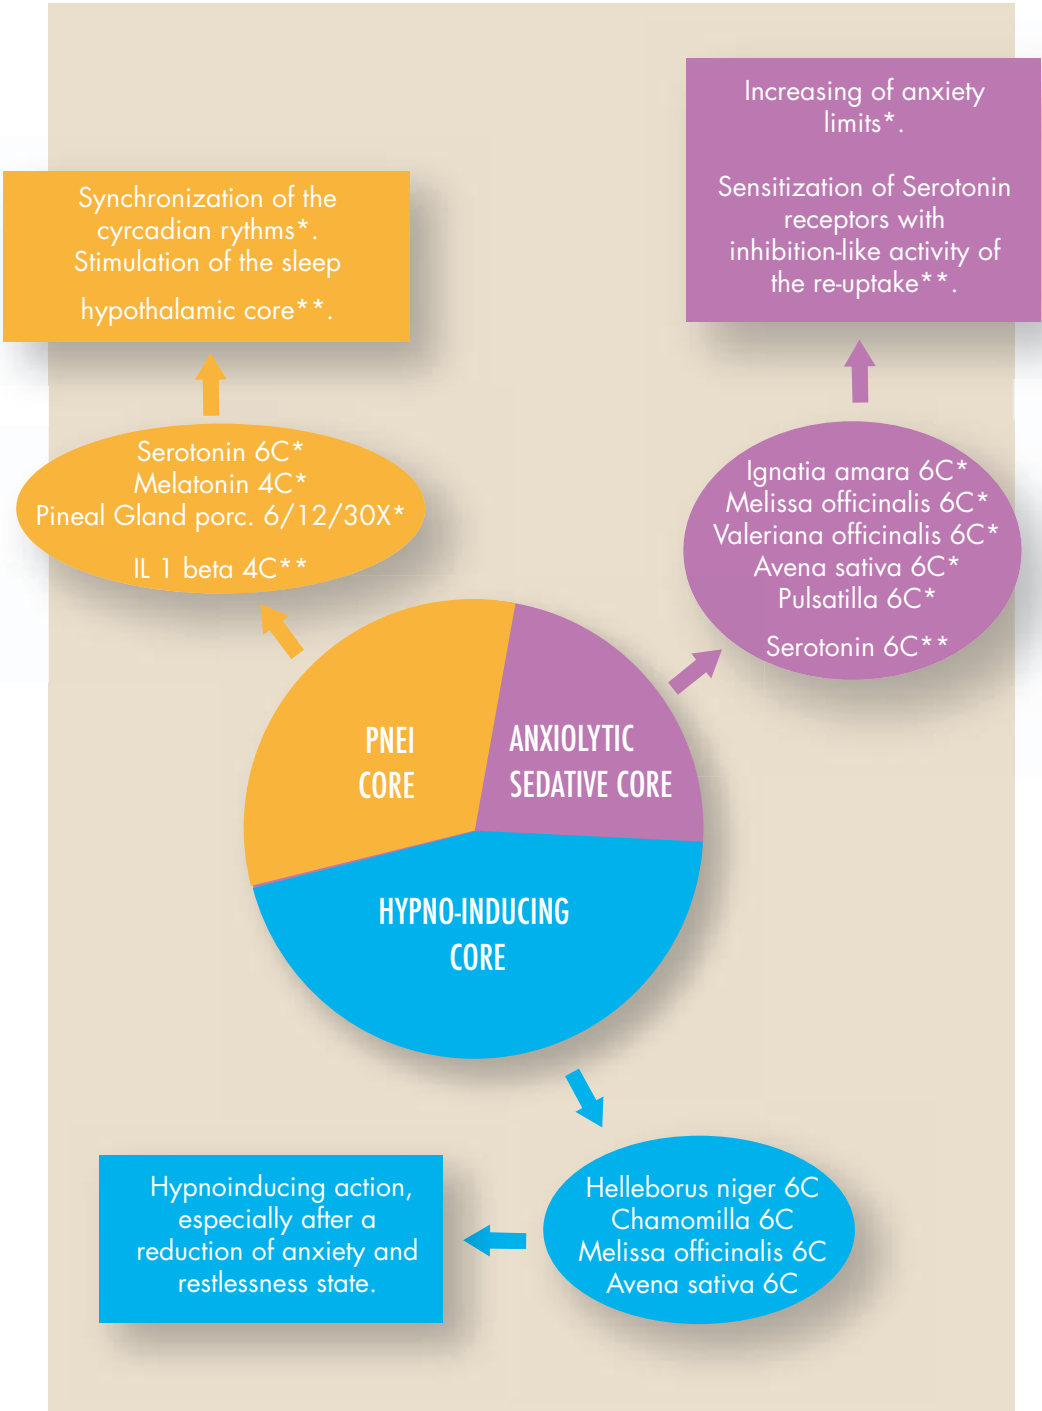 Increasing of anxiety
limits*.
Sensitization of Serotonin
receptors with
inhibition-like activity of
the re-uptake**.
Synchronization of the
cyrcadian rythms*.
Stimulation of the sleep
hypothalamic core**.
Serotonin 6C*
Melatonin 4C*
Pineal Gland porc. 6/12/30X*
IL 1 beta 4C**
Ignatia amara 6C*
Melissa officinalis 6C*
Valeriana officinalis 6C*
Avena sativa 6C*
Pulsatilla 6C*
Serotonin 6C**
PNEI
CORE
ANXIOLYTIC
SEDATIVE CORE
HYPNO-INDUCING
CORE
Hypnoinducing action,
especially after a
reduction of anxiety and
restlessness state.
Helleborus niger 6C
Chamomilla 6C
Melissa officinalis 6C
Avena sativa 6C